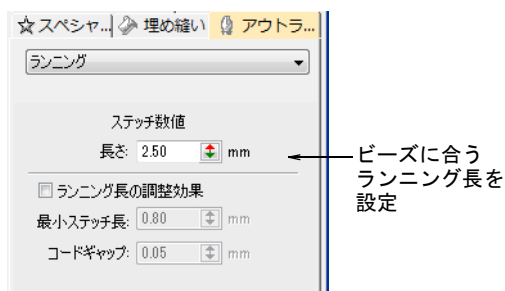 スペシャ... 埋め縫い アウトラ...
ランニング
ステッチ数値
長さ: 2.50 mm
ビーズに合う
ランニング長を
設定
ランニング長の調整効果
最小ステッチ長: 0.80 mm
コードギャップ: 0.05 mm